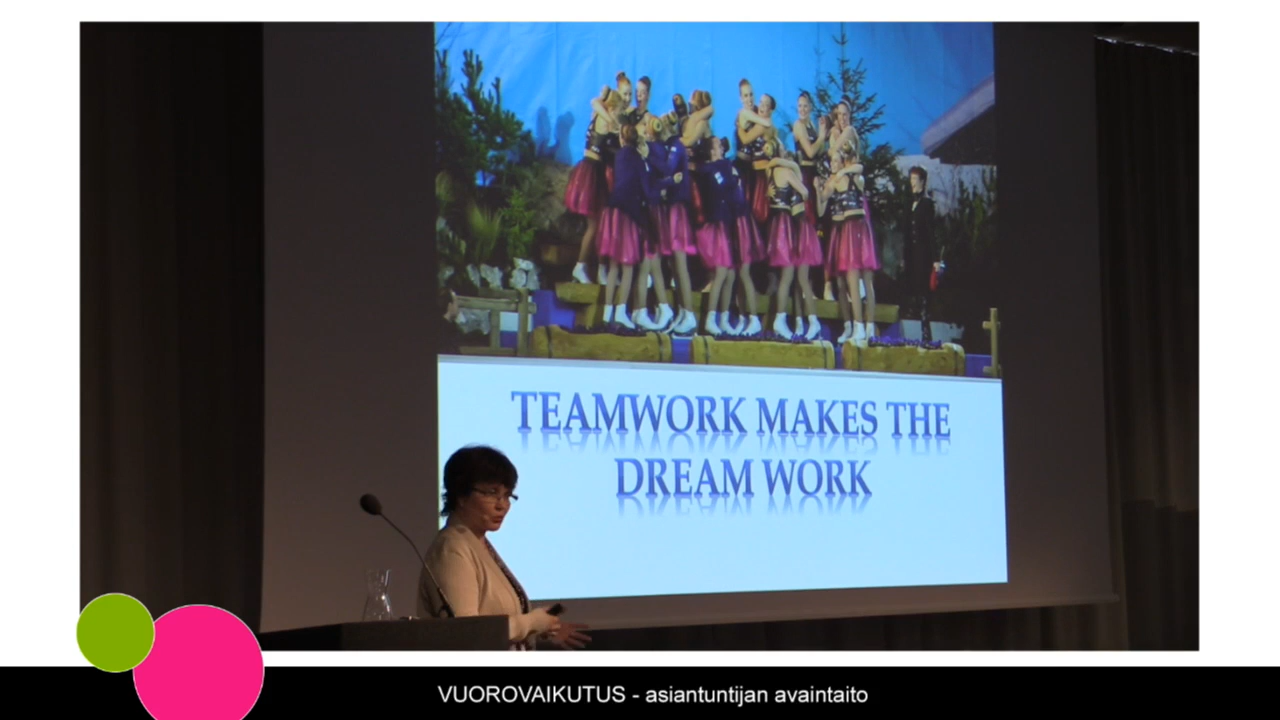 TEAMWORK MAKES THE
DREAM WORK
VUOROVAIKUTUS - asiantuntijan avaintaito